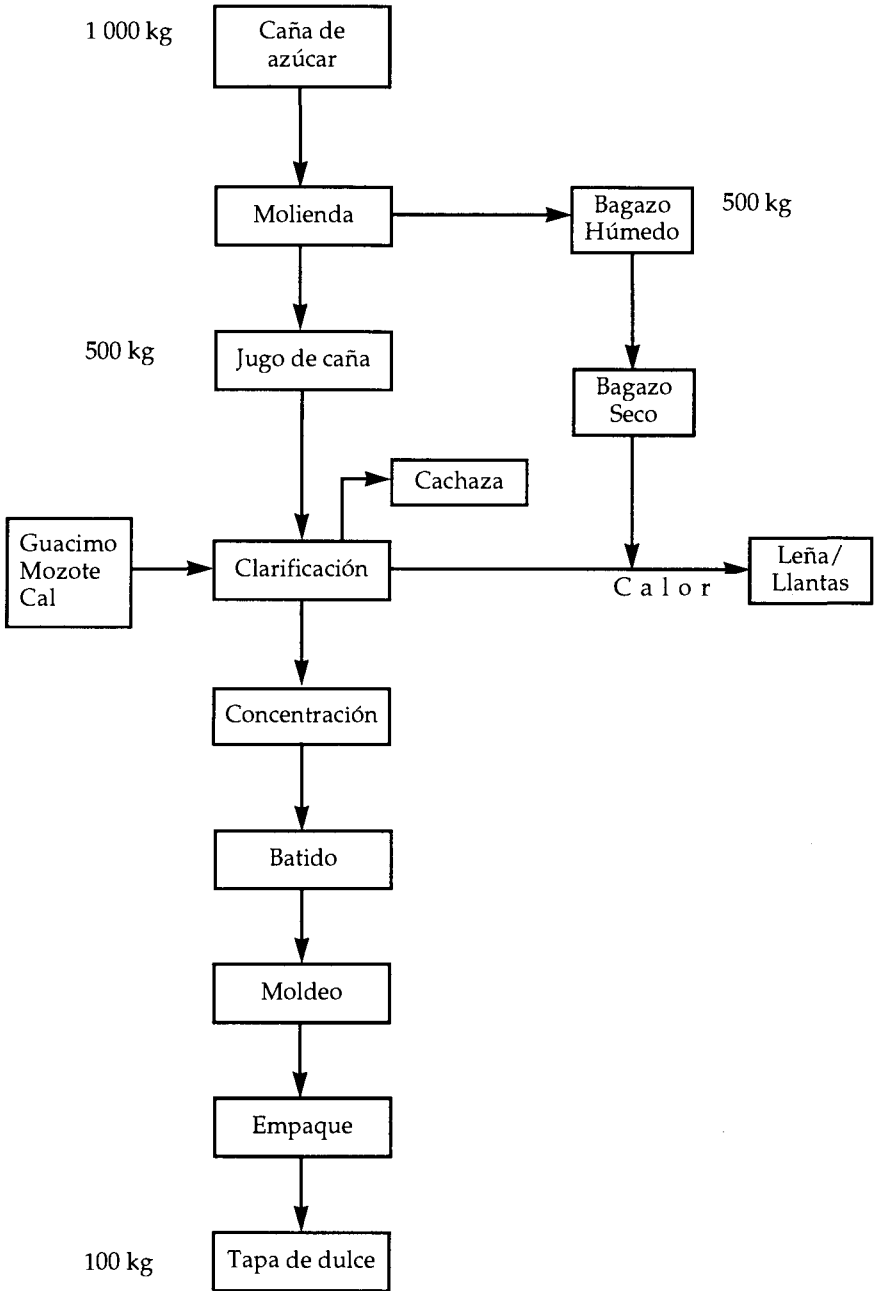 1 000 kg
Caña de
azúcar
Molienda
Bagazo
Húmedo
500 kg
500 kg
Jugo de caña
Bagazo
Seco
Cachaza
Guacimo
Mozote
Cal
Clarificación
Calor
Leña/
Llantas
Concentración
Batido
Moldeo
Empaque
100 kg
Tapa de dulce